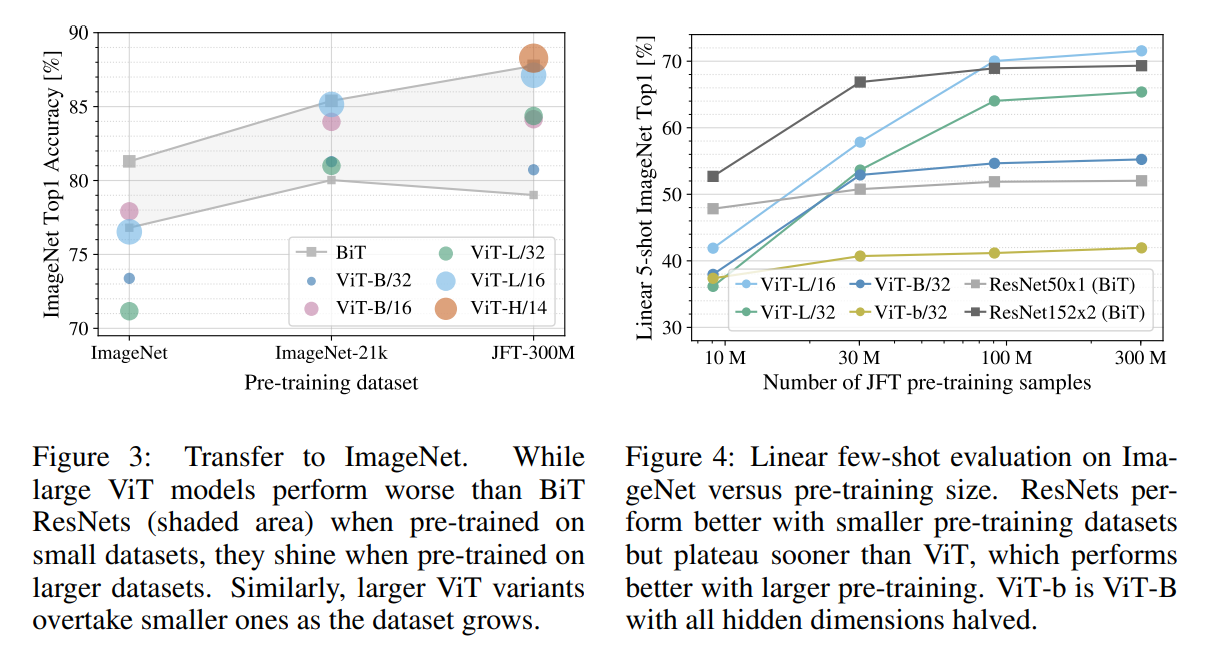 90
85
80
75
70
ImageNet Top1 Accuracy [%]
BiT
ViT-B/32
ViT-B/16
ViT-L/32
ViT-L/16
ViT-H/14
ImageNet
ImageNet-21k
JFT-300M
Pre-training dataset
70
60
50
40
30
Linear 5-shot ImageNet Top1 [%]
ViT-L/16
ViT-L/32
ViT-B/32
ViT-b/32
ResNet50x1 (BiT)
ResNet152x2 (BiT)
10 M
30 M
100 M
300 M
Number of JFT pre-training samples
Figure 3: Transfer to ImageNet. While
large ViT models perform worse than BiT
ResNets (shaded area) when pre-trained on
small datasets, they shine when pre-trained on
larger datasets. Similarly, larger ViT variants
overtake smaller ones as the dataset grows.
Figure 4: Linear few-shot evaluation on Ima-
geNet versus pre-training size. ResNets per-
form better with smaller pre-training datasets
but plateau sooner than ViT, which performs
better with larger pre-training. ViT-b is ViT-B
with all hidden dimensions halved.